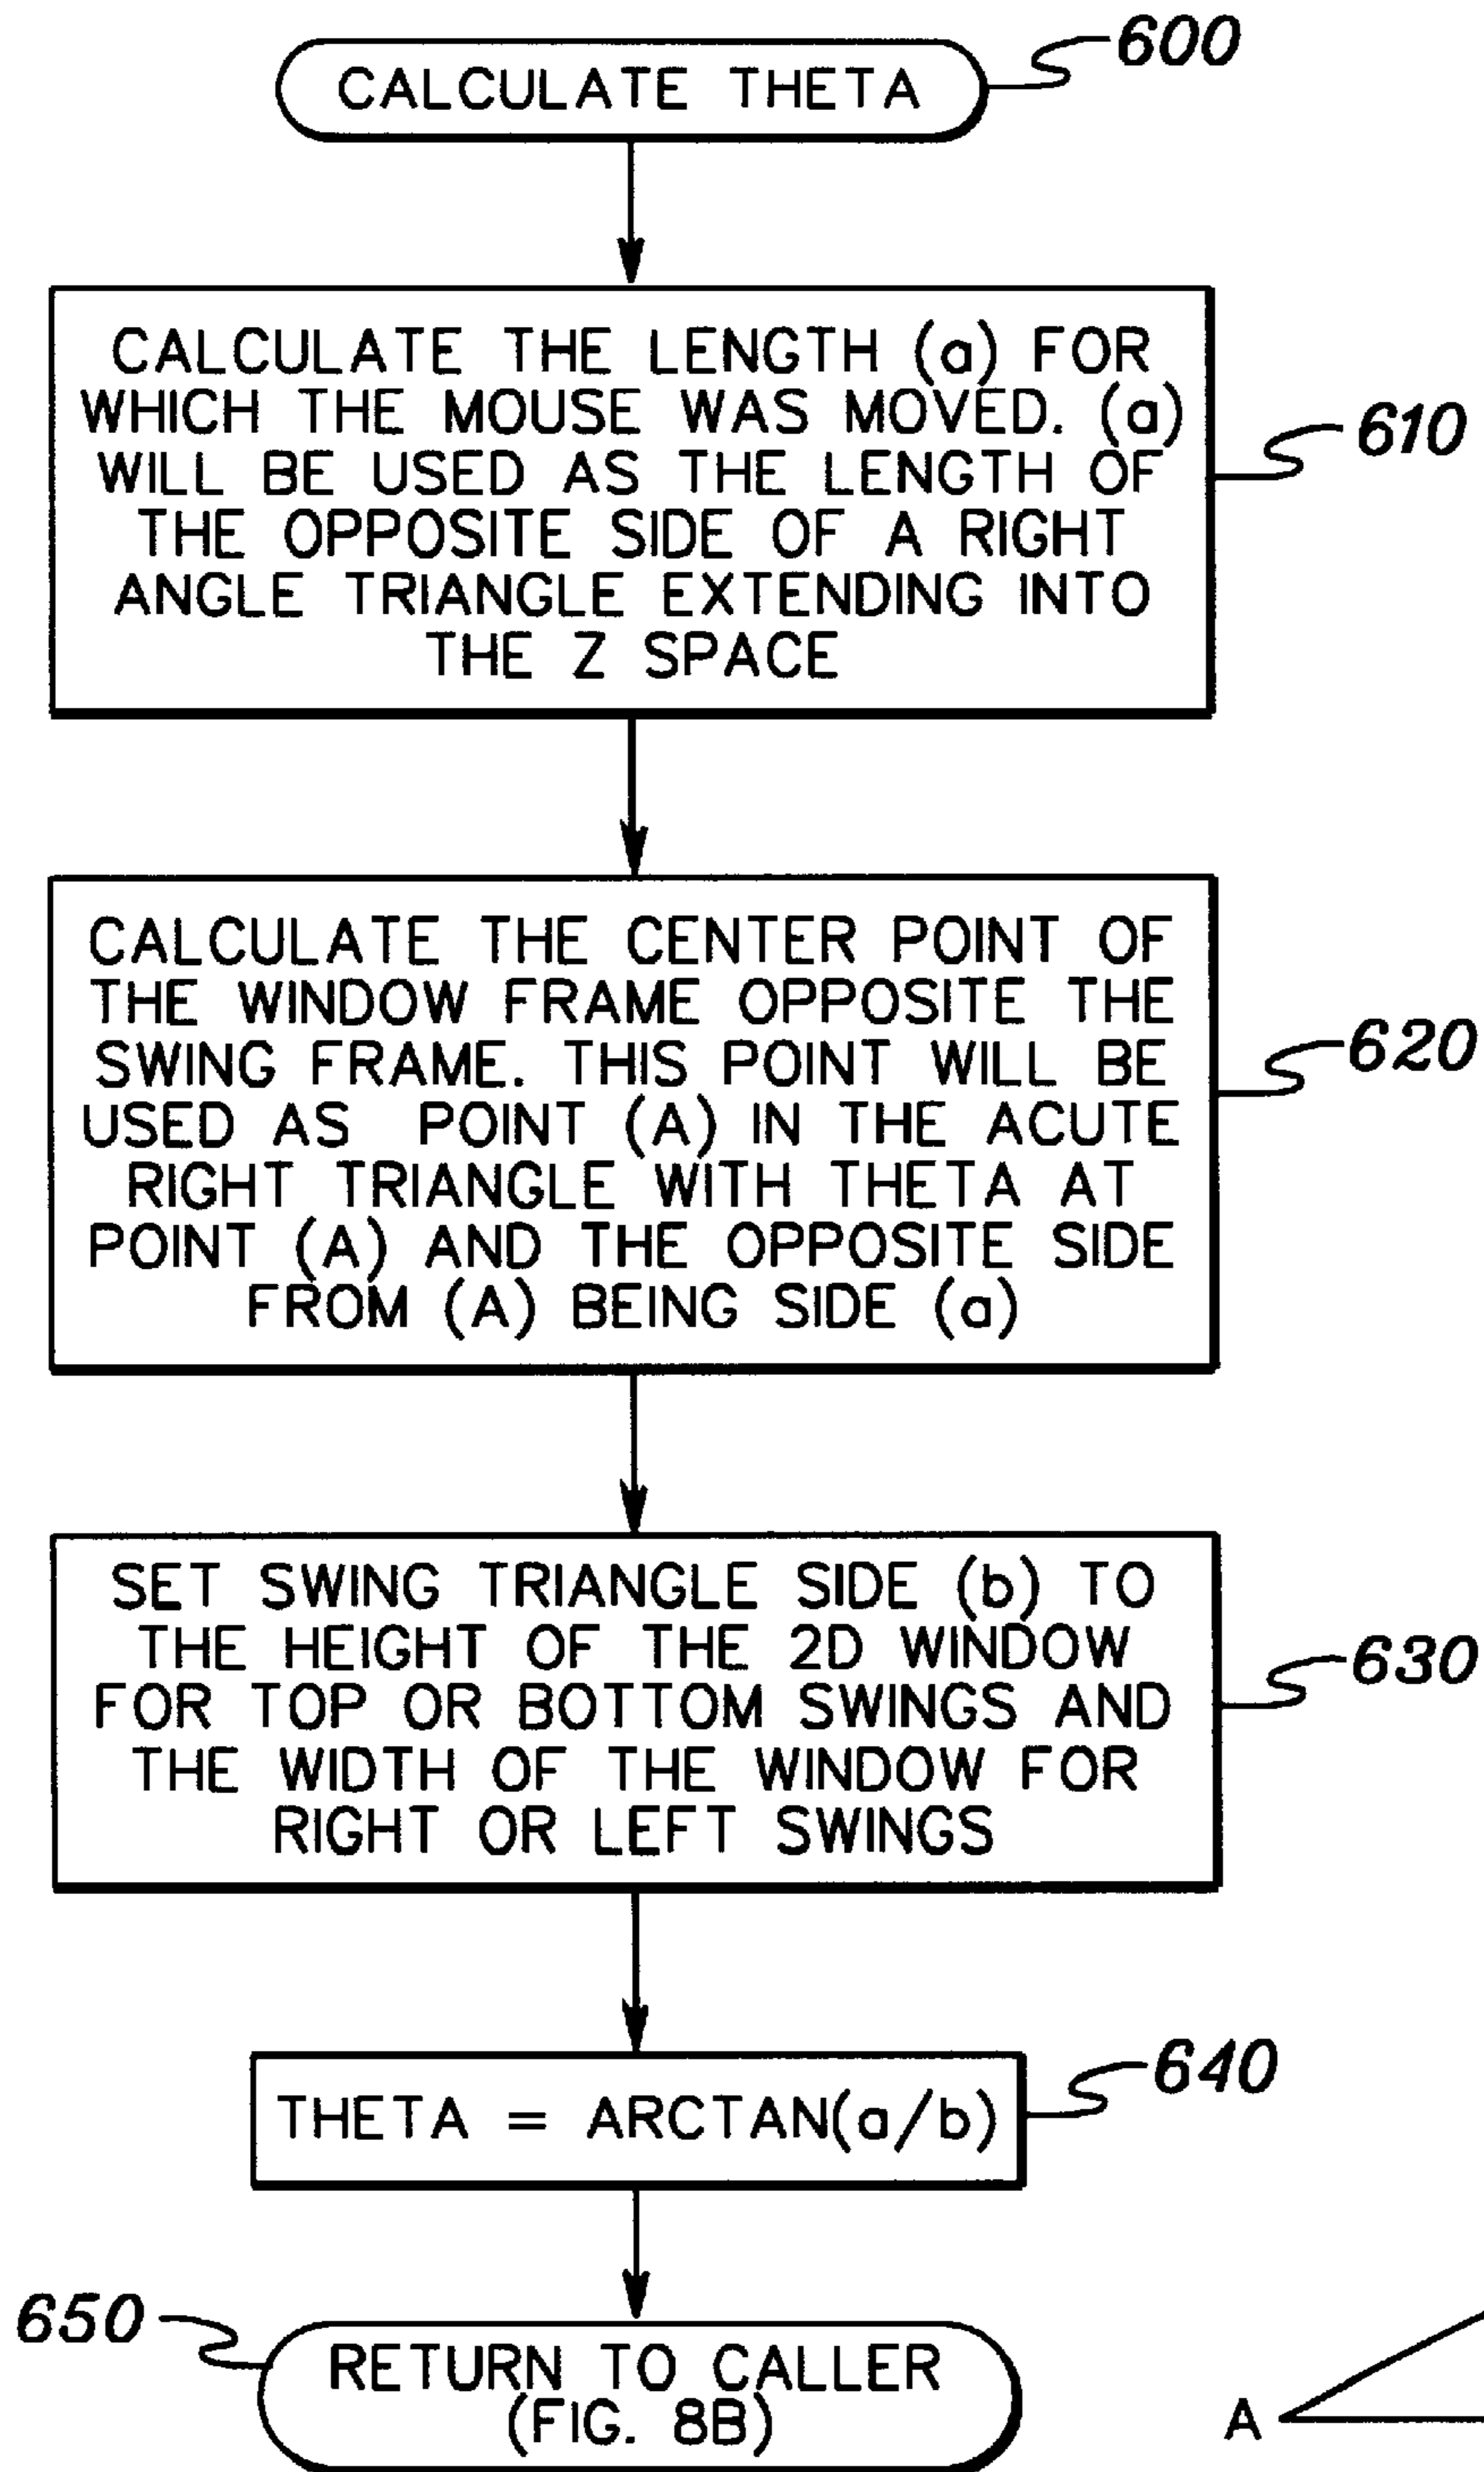 CALCULATE THETA
600
CALCULATE THE LENGTH (a) FOR
WHICH THE MOUSE WAS MOVED. (a)
WILL BE USED AS THE LENGTH OF
THE OPPOSITE SIDE OF A RIGHT
ANGLE TRIANGLE EXTENDING INTO
THE Z SPACE
610
CALCULATE THE CENTER POINT OF
THE WINDOW FRAME OPPOSITE THE
SWING FRAME. THIS POINT WILL BE
USED AS POINT (A) IN THE ACUTE
RIGHT TRIANGLE WITH THETA AT
POINT (A) AND THE OPPOSITE SIDE
FROM (A) BEING SIDE (a)
620
SET SWING TRIANGLE SIDE (b) TO
THE HEIGHT OF THE 2D WINDOW
FOR TOP OR BOTTOM SWINGS AND
THE WIDTH OF THE WINDOW FOR
RIGHT OR LEFT SWINGS
630
THETA = ARCTAN(a/b)
640
650
RETURN TO CALLER
(FIG. 8B)
A